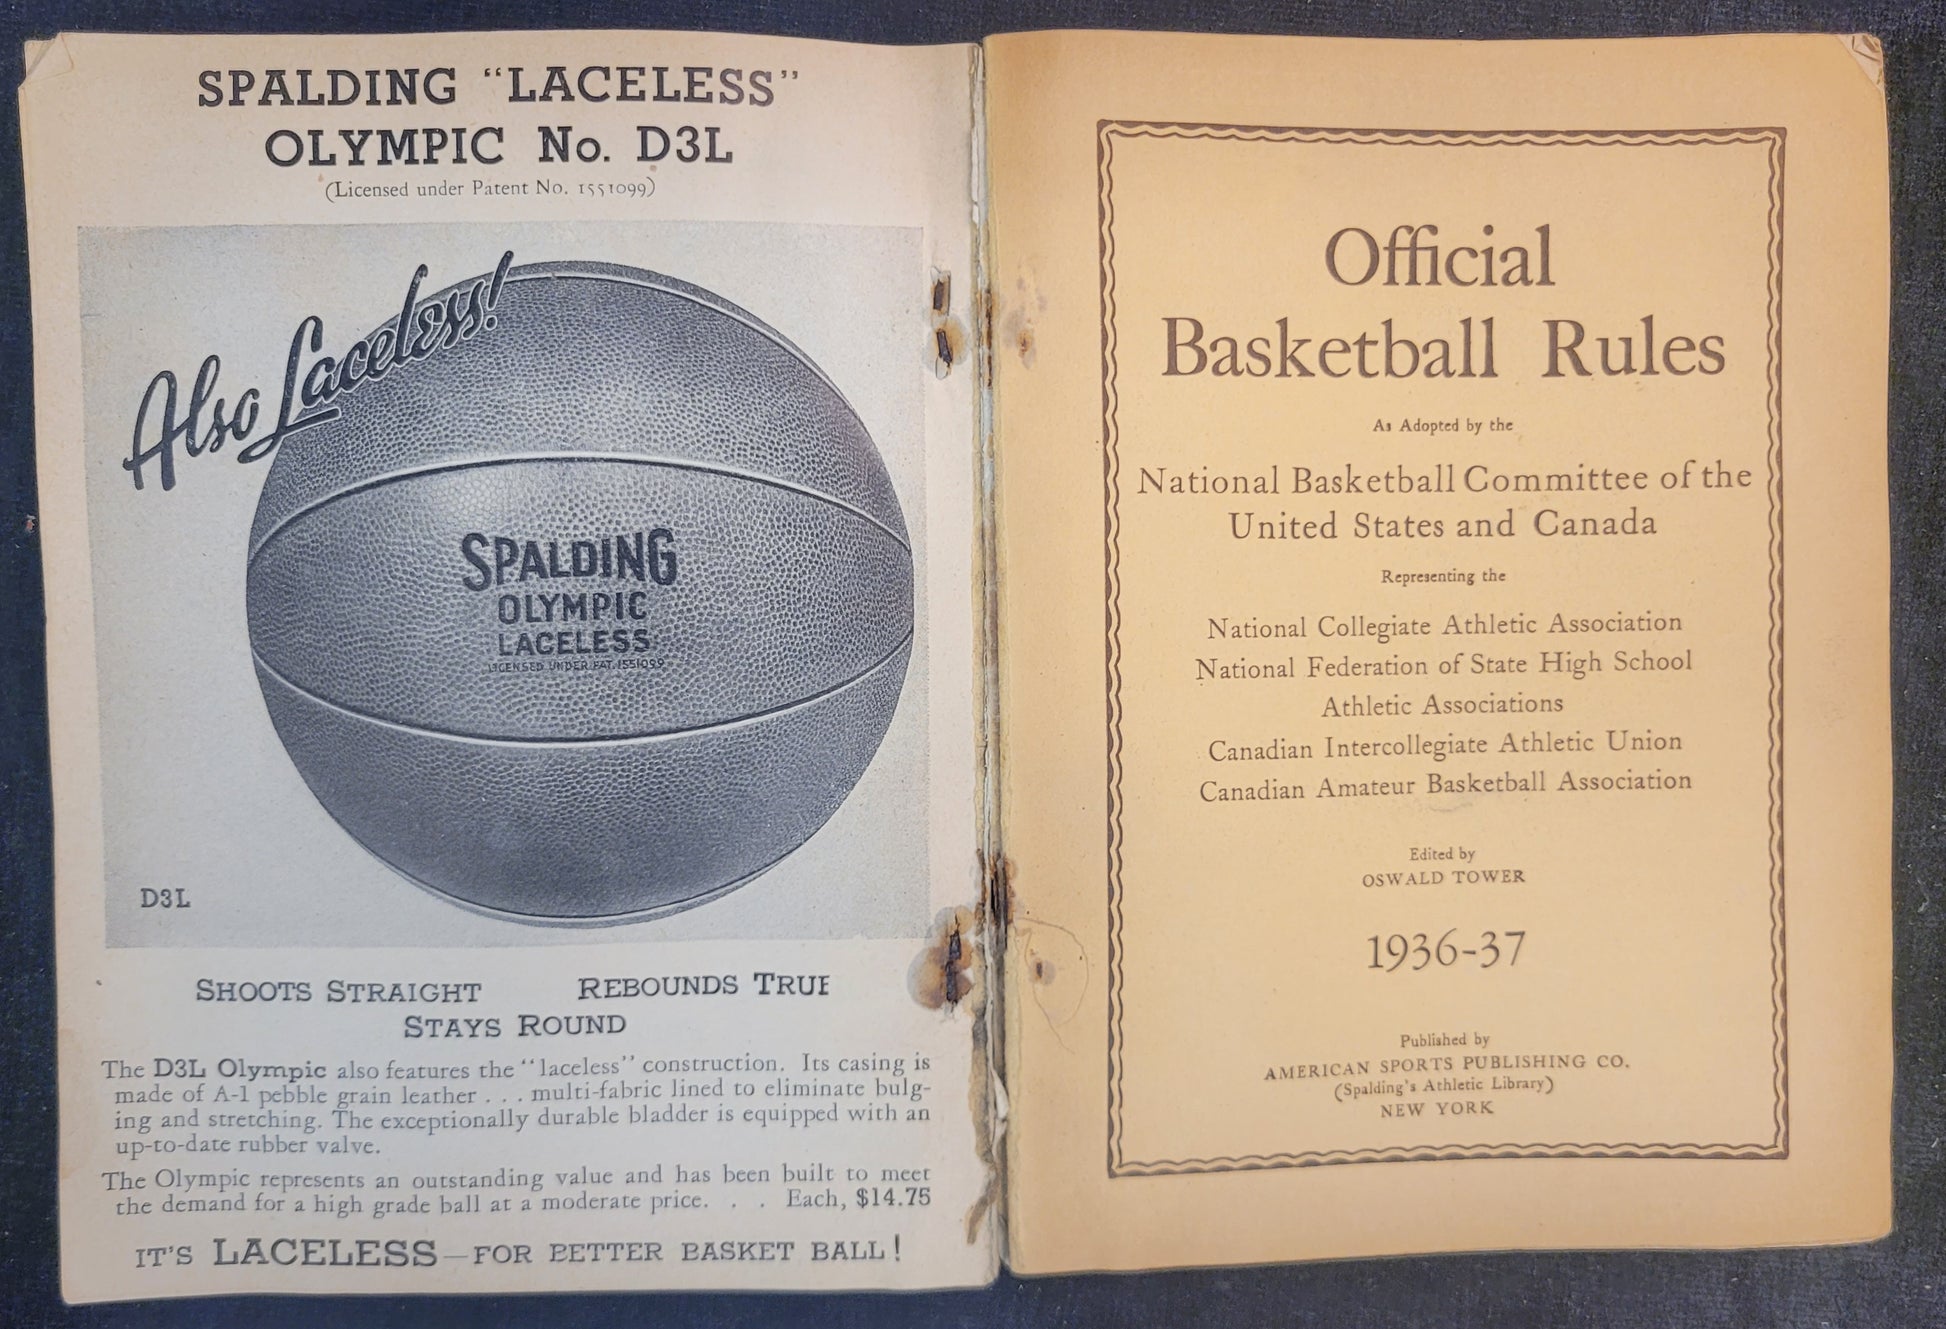 SPALDING “LACELESS”
OLYMPIC No. D3L
(Licensed under Patent No. 1551099)
Also Laceless!
SPALDING
OLYMPIC
LACELESS
LICENSED UNDER PAT. 1551099
D3L
SHOOTS STRAIGHT REBOUNDS TRUE
STAYS ROUND
The D3L Olympic also features the “laceless” construction. Its casing is
made of A-1 pebble grain leather . . . multi-fabric lined to eliminate bulg-
ing and stretching. The exceptionally durable bladder is equipped with an
up-to-date rubber valve.
The Olympic represents an outstanding value and has been built to meet
the demand for a high grade ball at a moderate price. . . Each, $14.75
IT'S LACELESS—FOR BETTER BASKET BALL!
Official
Basketball Rules
As Adopted by the
National Basketball Committee of the
United States and Canada
Representing the
National Collegiate Athletic Association
National Federation of State High School
Athletic Associations
Canadian Intercollegiate Athletic Union
Canadian Amateur Basketball Association
Edited by
OSWALD TOWER
1936-37
Published by
AMERICAN SPORTS PUBLISHING CO.
(Spalding's Athletic Library)
NEW YORK